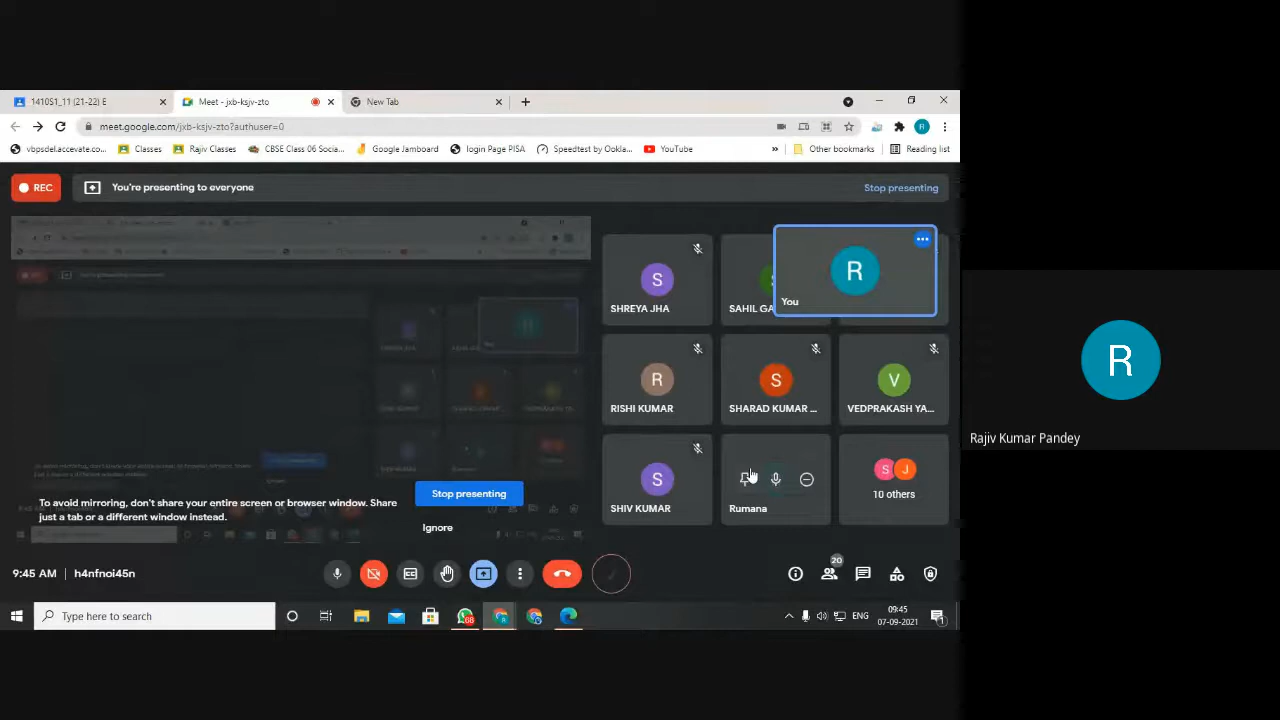 1410S1_11 (21-22) E
Meet - jxb-ksjv-zto
New Tab
meet.google.com/jxb-ksjv-zto?authuser=0
R
vbpsdel.accevate.co...
Classes
Rajiv Classes
CBSE Class 06 Socia...
Google Jamboard
login Page PISA
Speedtest by Ookla...
YouTube
»
Other bookmarks
Reading list
REC
You're presenting to everyone
Stop presenting
S
SHREYA JHA
SAHIL GA
R
You
R
RISHI KUMAR
S
SHARAD KUMAR ...
V
VEDPRAKASH YA...
S
SHIV KUMAR
Rumana
S J
10 others
To avoid mirroring, don't share your entire screen or browser window. Share
just a tab or a different window instead.
Stop presenting
Ignore
9:45 AM | h4nfnoi45n
20
Type here to search
68
ENG
09:45
07-09-2021
1
R
Rajiv Kumar Pandey